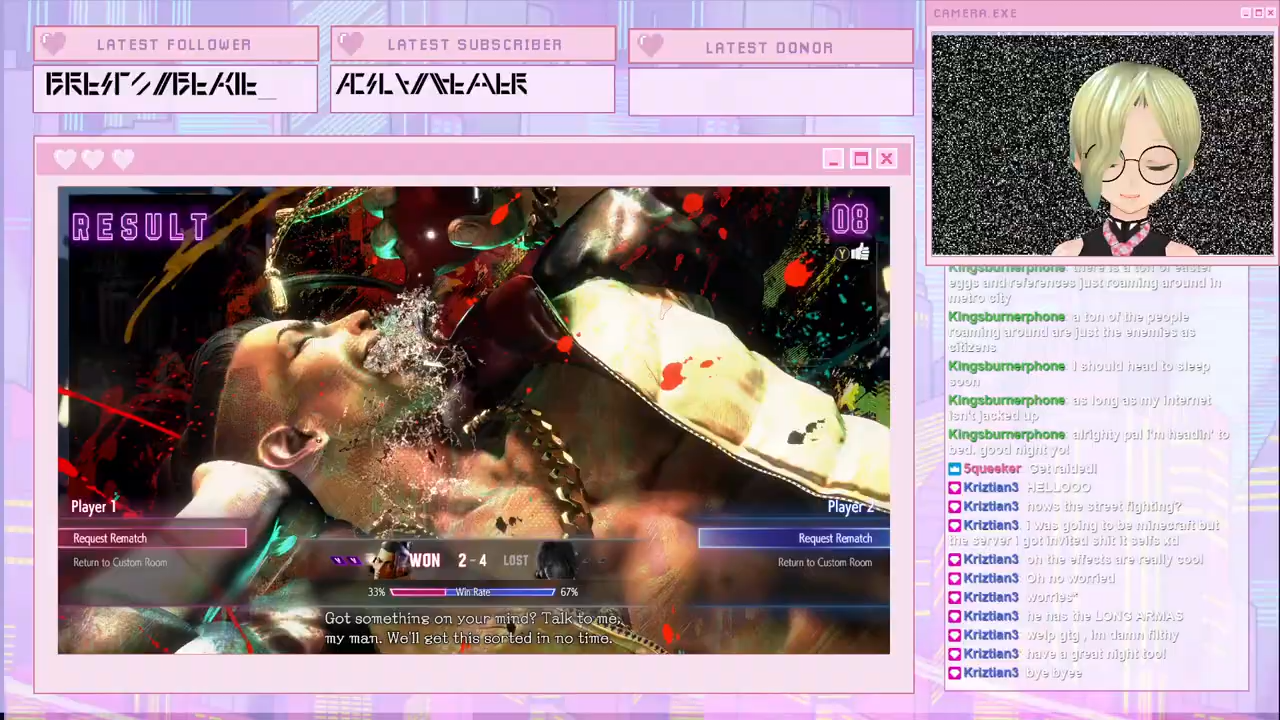 CAMERA.EXE
LATEST FOLLOWER
LATEST SUBSCRIBER
LATEST DONOR
RESULT
08
Y
Player 1
Request Rematch
Return to Custom Room
Player 2
Request Rematch
Return to Custom Room
WON 2-4 LOST
33% Win Rate 67%
Got something on your mind? Talk to me,
my man. We'll get this sorted in no time.
Kingsburnerphone: there is a ton of easter
eggs and references just roaming around in
metro city
Kingsburnerphone: a ton of the people
roaming around are just the enemies as
citizens
Kingsburnerphone: I should head to sleep
soon
Kingsburnerphone: as long as my internet
isn't jacked up
Kingsburnerphone: alrighty pal I'm headin' to
bed. good night yo!
5queeker Get raided!
Kriztian3 HELLOOO
Kriztian3 hows the street fighting?
Kriztian3 i was going to be minecraft but
the server i got invited shit it selfs xd
Kriztian3 oh the effects are really cool
Kriztian3 Oh no worried
Kriztian3 worries*
Kriztian3 he has the LONG ARMAS
Kriztian3 welp gtg , im damn filthy
Kriztian3 have a great night too!
Kriztian3 bye byee